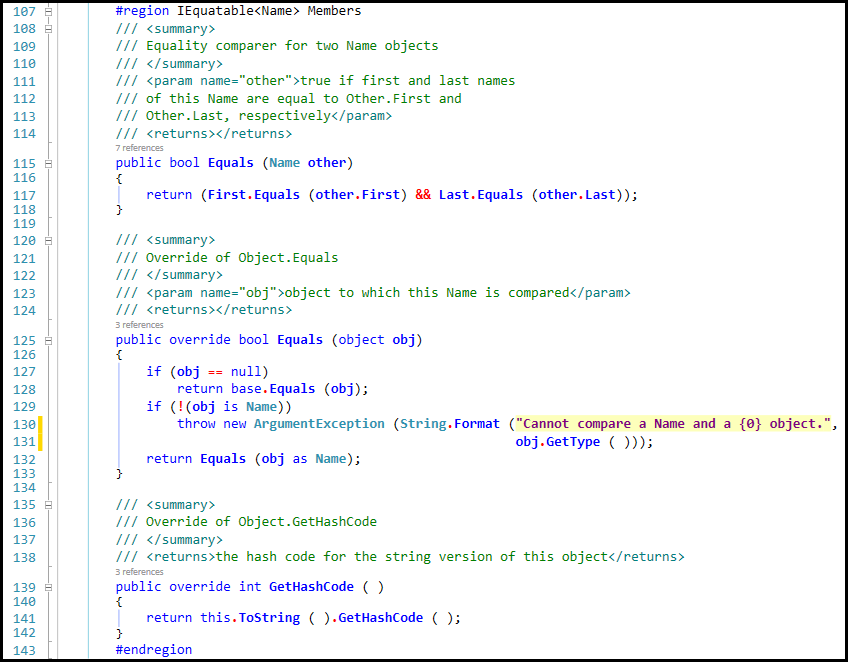 107 #region IEquatable<Name> Members
108 /// <summary>
109 /// Equality comparer for two Name objects
110 /// </summary>
111 /// <param name="other">true if first and last names
112 /// of this Name are equal to Other.First and
113 /// Other.Last, respectively</param>
114 /// <returns></returns>
7 references
115 public bool Equals (Name other)
116 {
117 return (First.Equals (other.First) && Last.Equals (other.Last));
118 }
119
120 /// <summary>
121 /// Override of Object.Equals
122 /// </summary>
123 /// <param name="obj">object to which this Name is compared</param>
124 /// <returns></returns>
3 references
125 public override bool Equals (object obj)
126 {
127 if (obj == null)
128 return base.Equals (obj);
129 if (!(obj is Name))
130 throw new ArgumentException (String.Format ("Cannot compare a Name and a {0} object.",
131 obj.GetType ( )));
132 return Equals (obj as Name);
133 }
134
135 /// <summary>
136 /// Override of Object.GetHashCode
137 /// </summary>
138 /// <returns>the hash code for the string version of this object</returns>
3 references
139 public override int GetHashCode ( )
140 {
141 return this.ToString ( ).GetHashCode ( );
142 }
143 #endregion